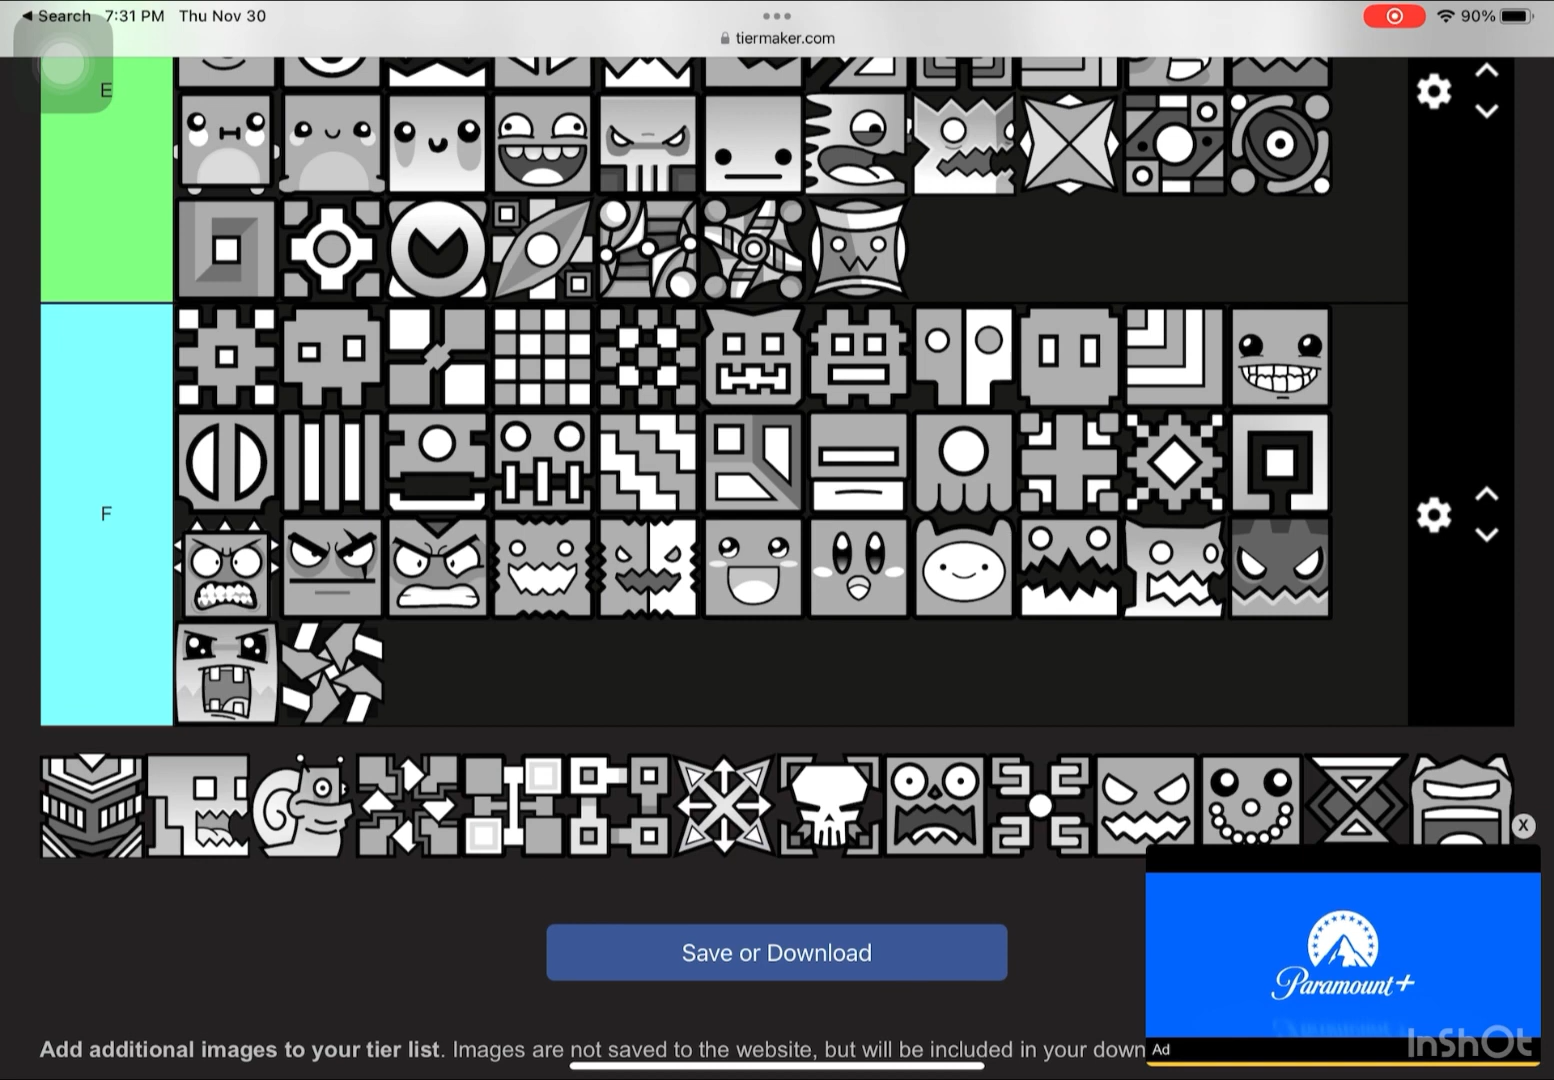 Search 7:31 PM Thu Nov 30
90%
tiermaker.com
E
F
X
Save or Download
Paramount+
Add additional images to your tier list. Images are not saved to the website, but will be included in your down
Ad
InShOt